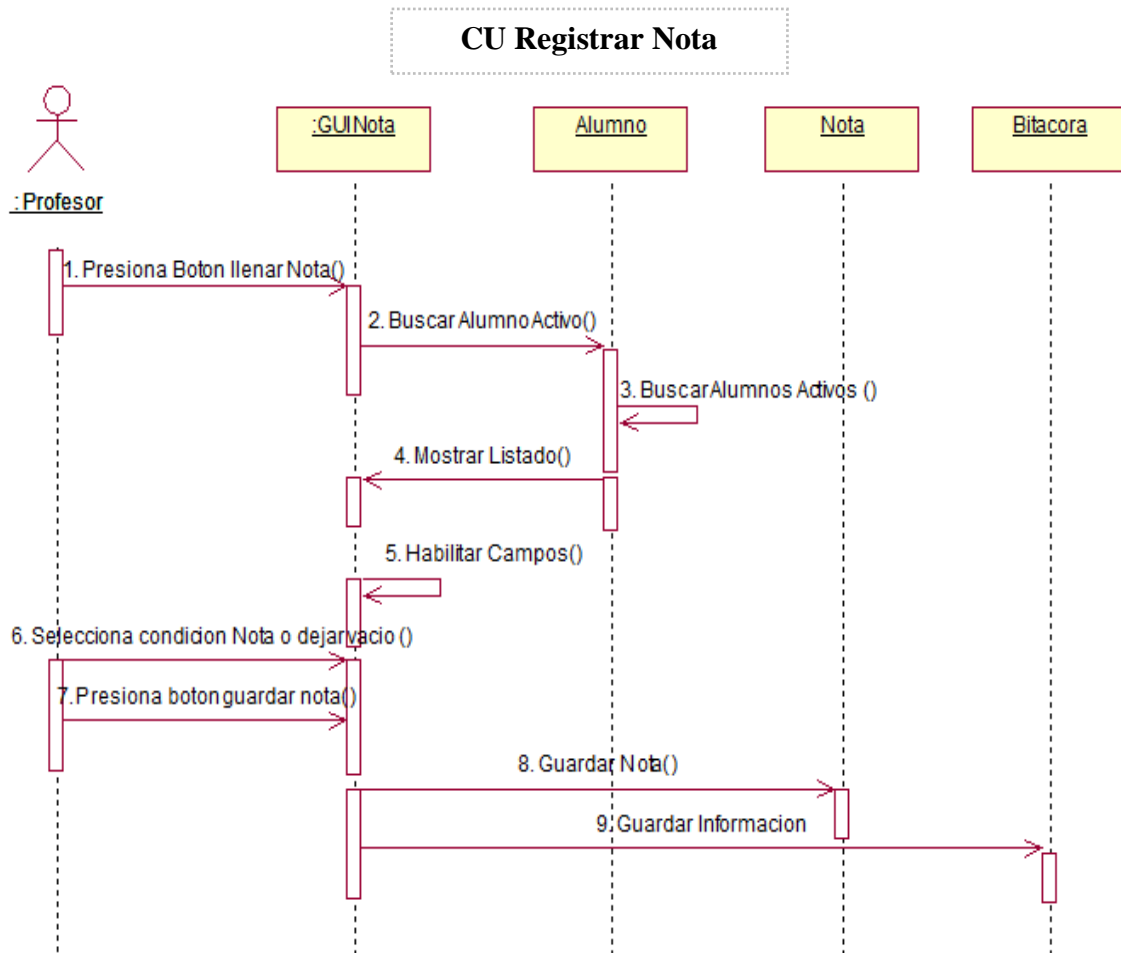 CU Registrar Nota
:GUINota
Alumno
Nota
Bitacora
: Profesor
1. Presiona Boton llenar Nota()
2. Buscar Alumno Activo()
3. Buscar Alumnos Activos ()
4. Mostrar Listado()
5. Habilitar Campos()
6. Selecciona condicion Nota o dejar vacio ()
7. Presiona boton guardar nota()
8. Guardar Nota()
9. Guardar Informacion